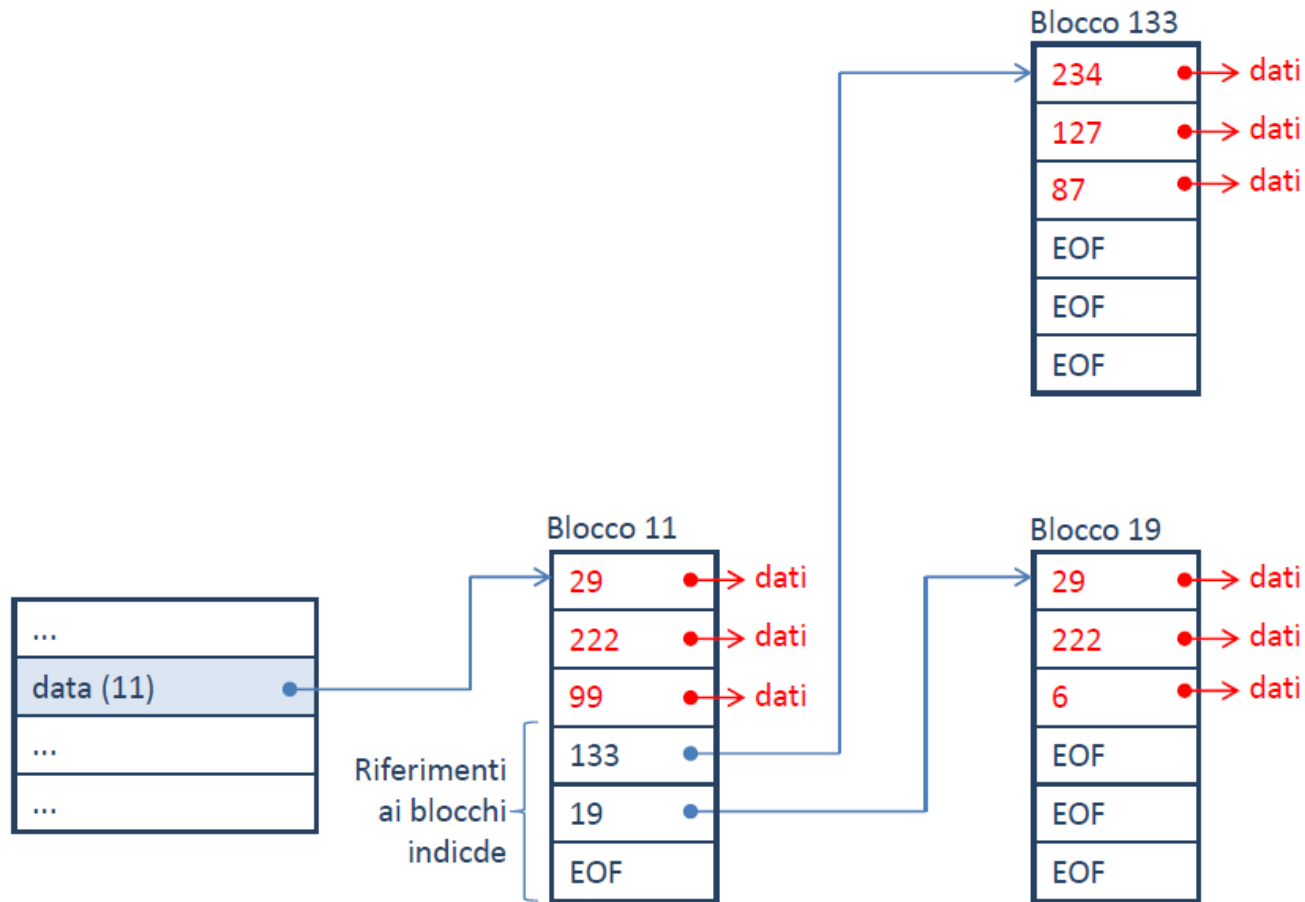 Blocco 133
234 dati
127 dati
87 dati
EOF
EOF
EOF
...
data (11)
...
...
Blocco 11
29 dati
222 dati
99 dati
133
19
EOF
Riferimenti
ai blocchi
indicde
Blocco 19
29 dati
222 dati
6 dati
EOF
EOF
EOF